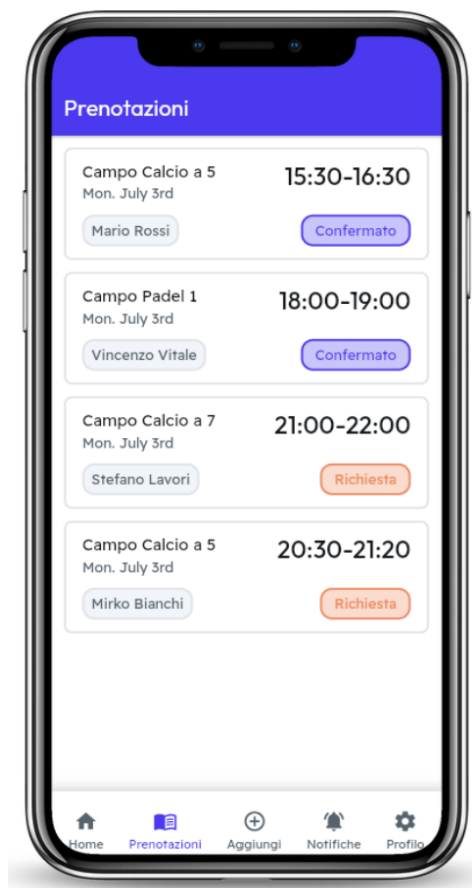 Prenotazioni
Campo Calcio a 5
15:30-16:30
Mon. July 3rd
Mario Rossi
Confermato
Campo Padel 1
18:00-19:00
Mon. July 3rd
Vincenzo Vitale
Confermato
Campo Calcio a 7
21:00-22:00
Mon. July 3rd
Stefano Lavori
Richiesta
Campo Calcio a 5
20:30-21:20
Mon. July 3rd
Mirko Bianchi
Richiesta
Home
Prenotazioni
Aggiungi
Notifiche
Profilo